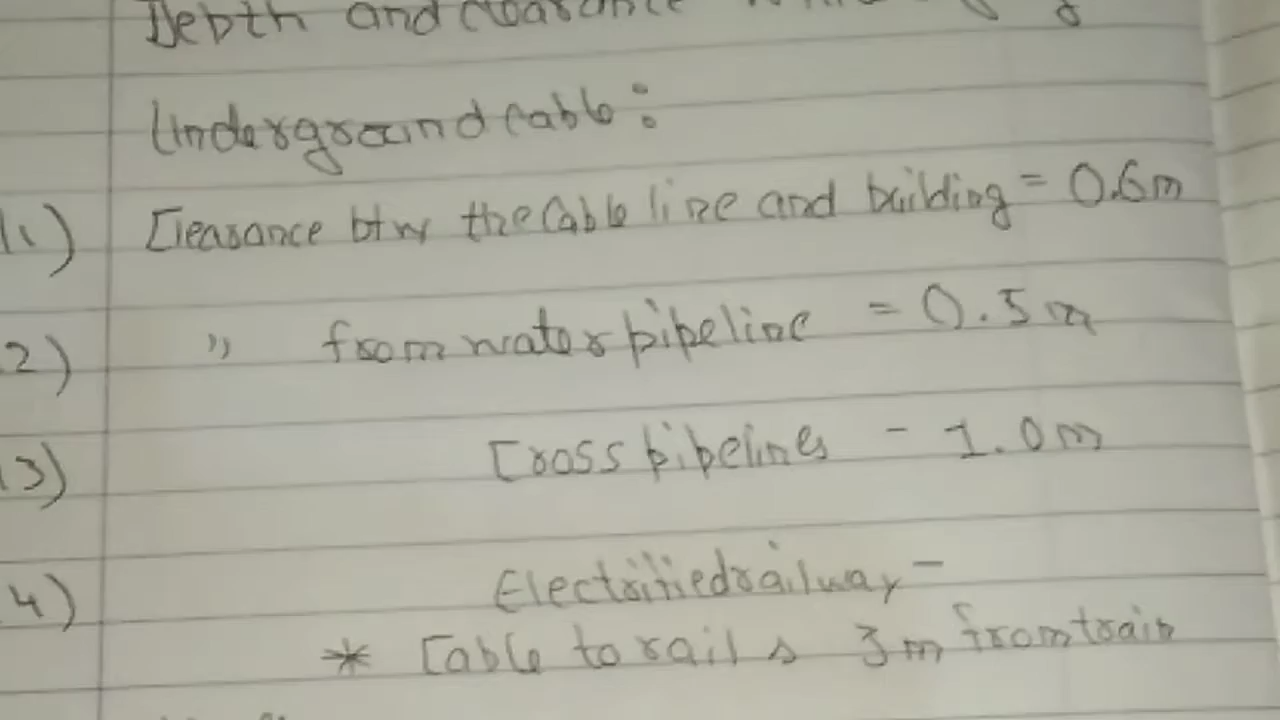 Depth and clearance
Underground cable:
1) Clearance btw the Cable line and building = 0.6m
2) " from water pipeline = 0.5m
3) Cross pipelines - 1.0m
4) Electrified railway -
* Cable to rails 3m from train